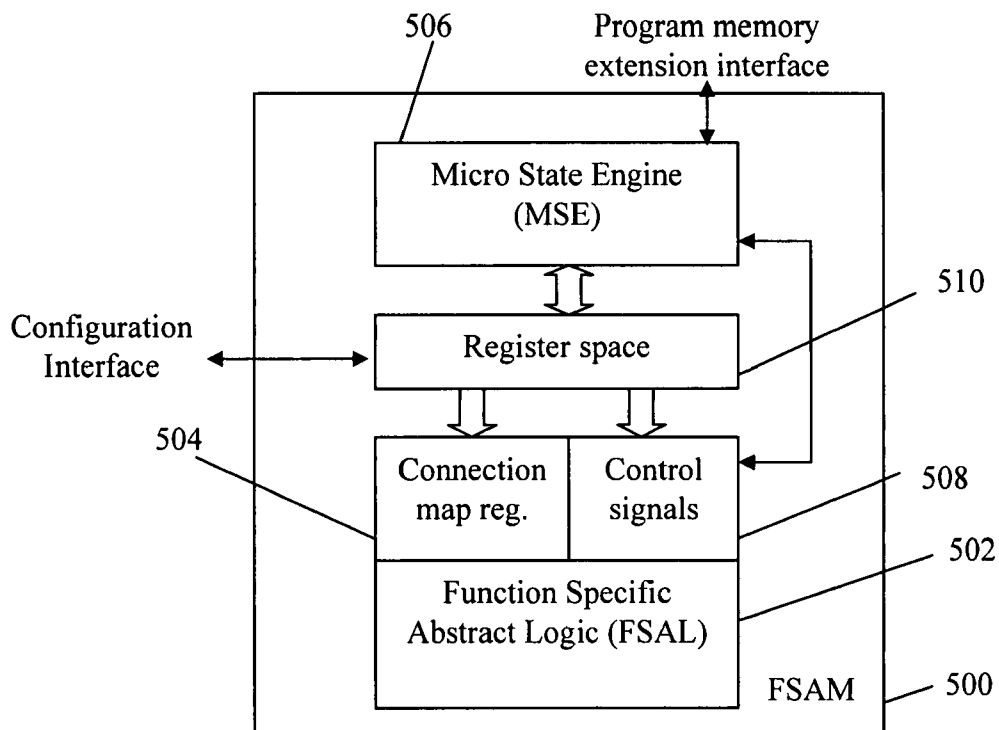 506
Program memory
extension interface
Micro State Engine
(MSE)
510
Configuration
Interface
Register space
504
Connection
map reg.
Control
signals
508
502
Function Specific
Abstract Logic (FSAL)
FSAM
500